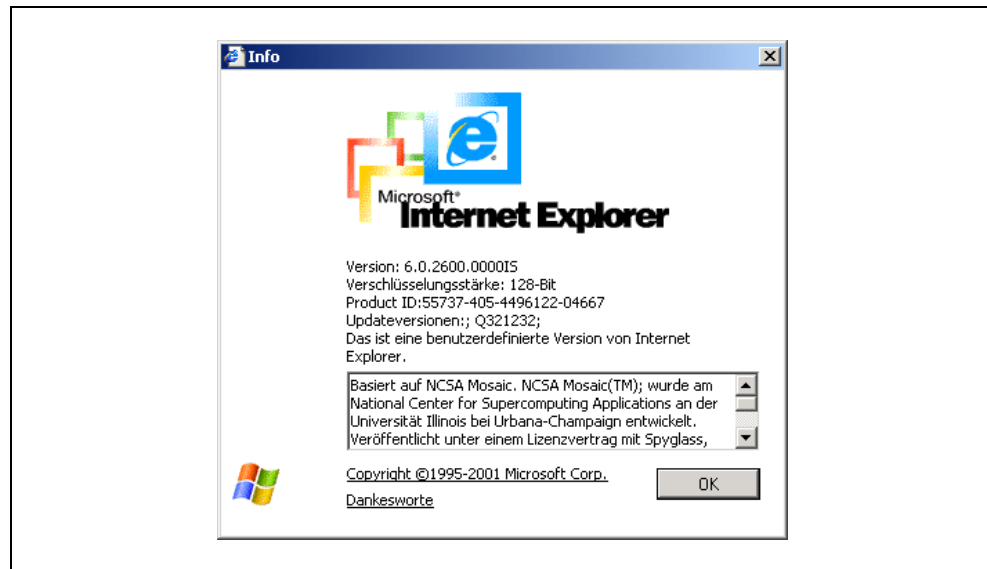 Info
Microsoft®
Internet Explorer
Version: 6.0.2600.0000IS
Verschlüsselungsstärke: 128-Bit
Product ID:55737-405-4496122-04667
Updateversionen:; Q321232;
Das ist eine benutzerdefinierte Version von Internet
Explorer.
Basiert auf NCSA Mosaic. NCSA Mosaic(TM); wurde am
National Center for Supercomputing Applications an der
Universität Illinois bei Urbana-Champaign entwickelt.
Veröffentlicht unter einem Lizenzvertrag mit Spyglass,
Copyright ©1995-2001 Microsoft Corp.
OK
Dankesworte